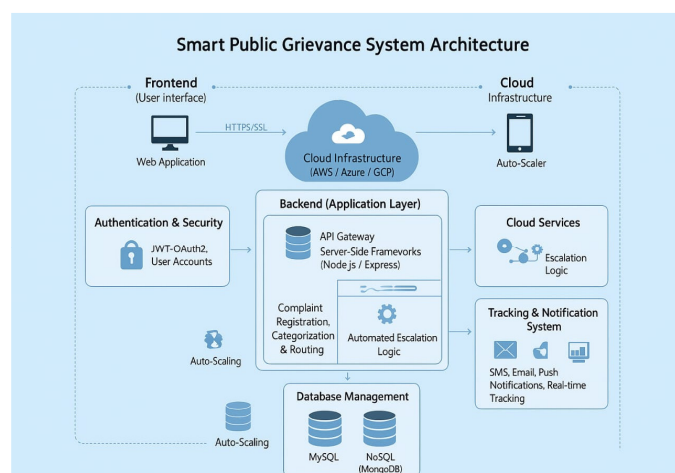 Smart Public Grievance System Architecture
Frontend
(User interface)
Cloud
Infrastructure
HTTPS/SSL
Web Application
Cloud Infrastructure
(AWS / Azure / GCP)
Auto-Scaler
Authentication & Security
JWT-OAuth2,
User Accounts
Backend (Application Layer)
API Gateway
Server-Side Framevorks
(Node js / Express)
Complaint
Registration,
Categorization
& Routing
Automated Escalation
Logic
Cloud Services
Escalation
Logic
Tracking & Notification
System
SMS, Email, Push
Notifications, Real-time
Tracking
Auto-Scaling
Auto-Scaling
Database Management
MySQL
NoSQL
(MongoDB)